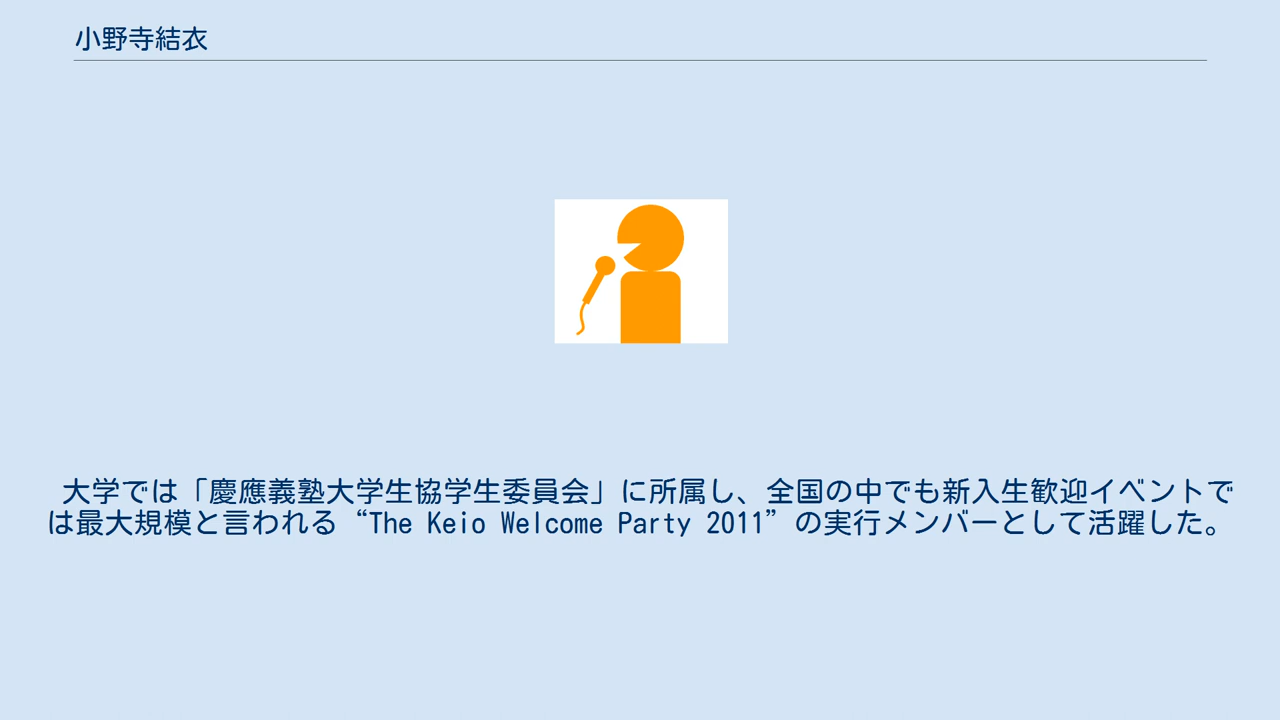 小野寺結衣
大学では「慶應義塾大学生協学生委員会」に所属し、全国の中でも新入生歓迎イベントで
は最大規模と言われる“The Keio Welcome Party 2011”の実行メンバーとして活躍した。